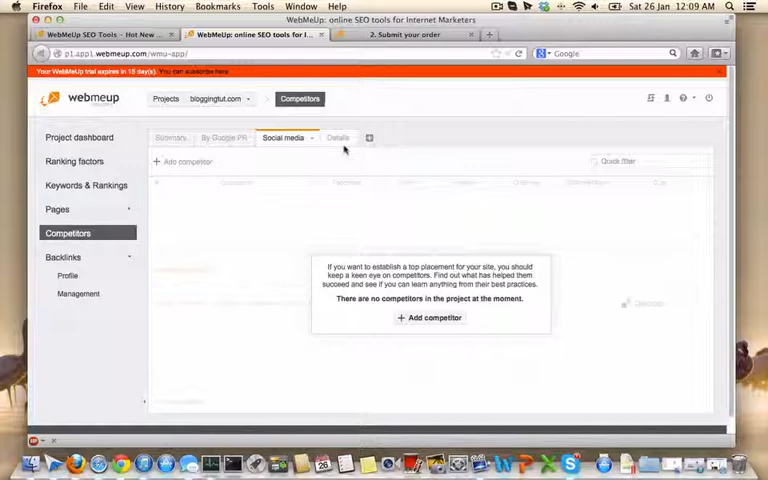 Firefox File Edit View History Bookmarks Tools Window Help Sat 26 Jan 12:09 AM
WebMeUp: online SEO tools for Internet Marketers
WebMeUp SEO Tools - Hot New ... WebMeUp: online SEO tools for I... 2. Submit your order
p1.app1.webmeup.com/wmu-app/ Google
Your WebMeUp trial expires in 15 day(s). You can subscribe here
webmeup Projects bloggingtut.com Competitors
Project dashboard Summary By Google PR Social media Details
Ranking factors + Add competitor Quick filter
Keywords & Rankings
Pages
Competitors
Backlinks
Profile
Management
If you want to establish a top placement for your site, you should
keep a keen eye on competitors. Find out what has helped them
succeed and see if you can learn anything from their best practices.
There are no competitors in the project at the moment.
+ Add competitor